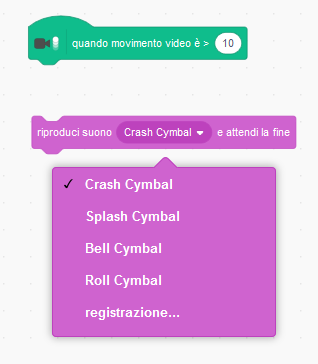 quando movimento video è > 10
riproduci suono Crash Cymbal e attendi la fine
Crash Cymbal
Splash Cymbal
Bell Cymbal
Roll Cymbal
registrazione...